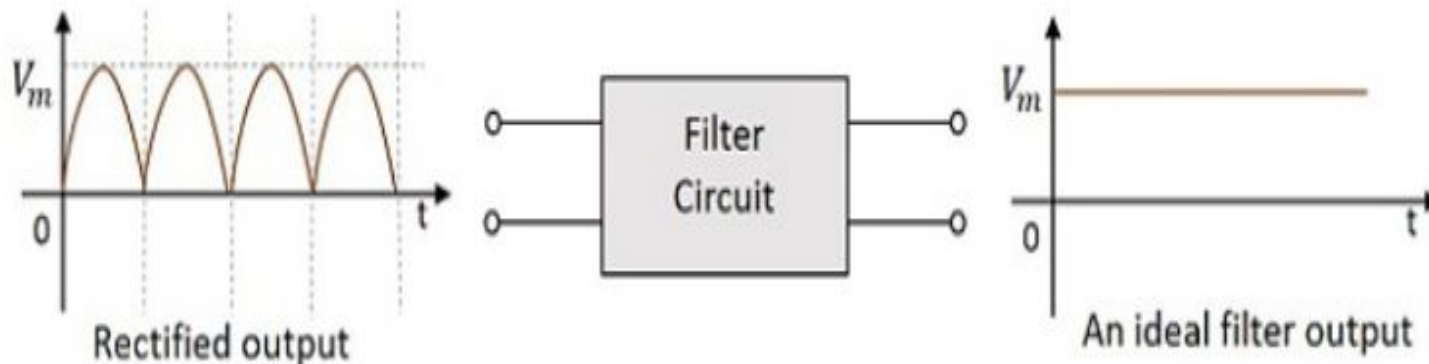 V_m
0
t
Rectified output
Filter
Circuit
V_m
0
t
An ideal filter output